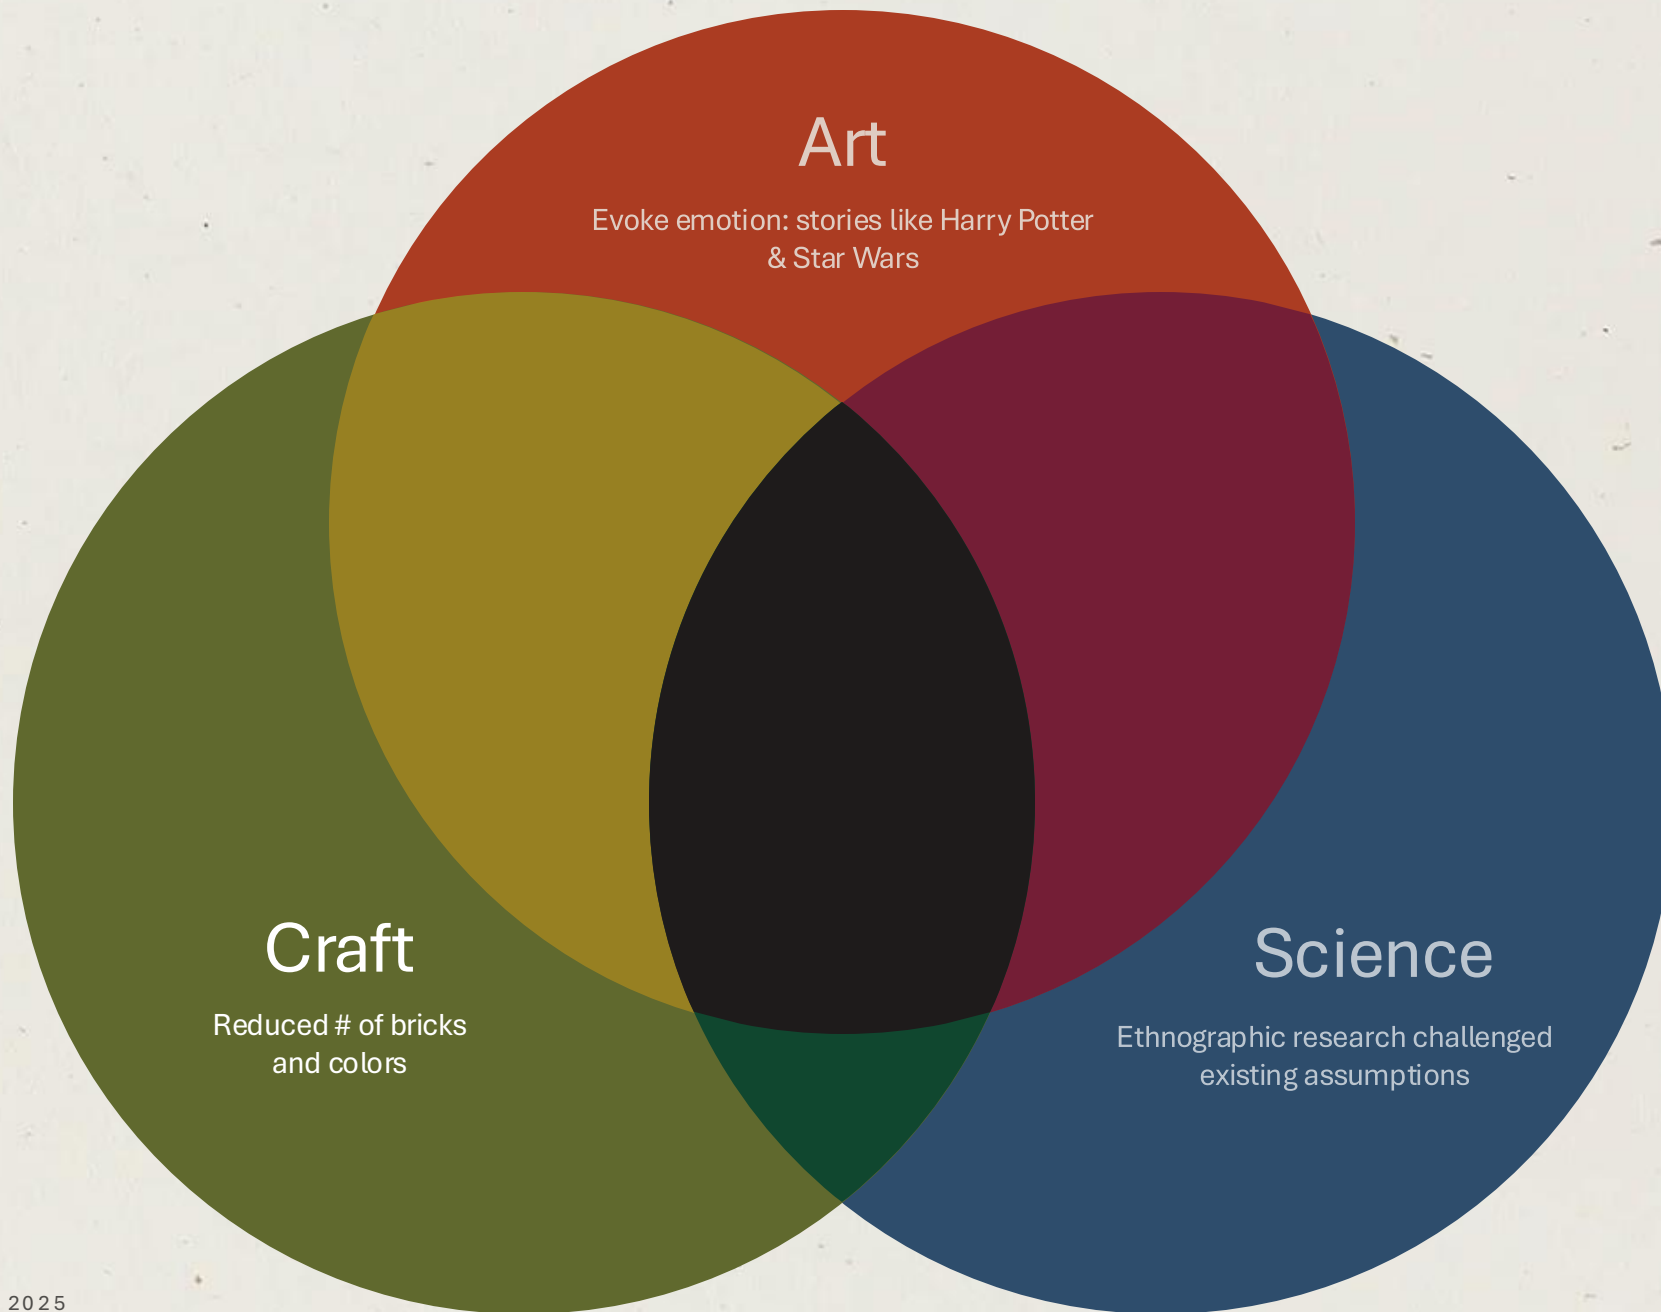 Art
Evoke emotion: stories like Harry Potter
& Star Wars
Craft
Reduced # of bricks
and colors
Science
Ethnographic research challenged
existing assumptions
2025